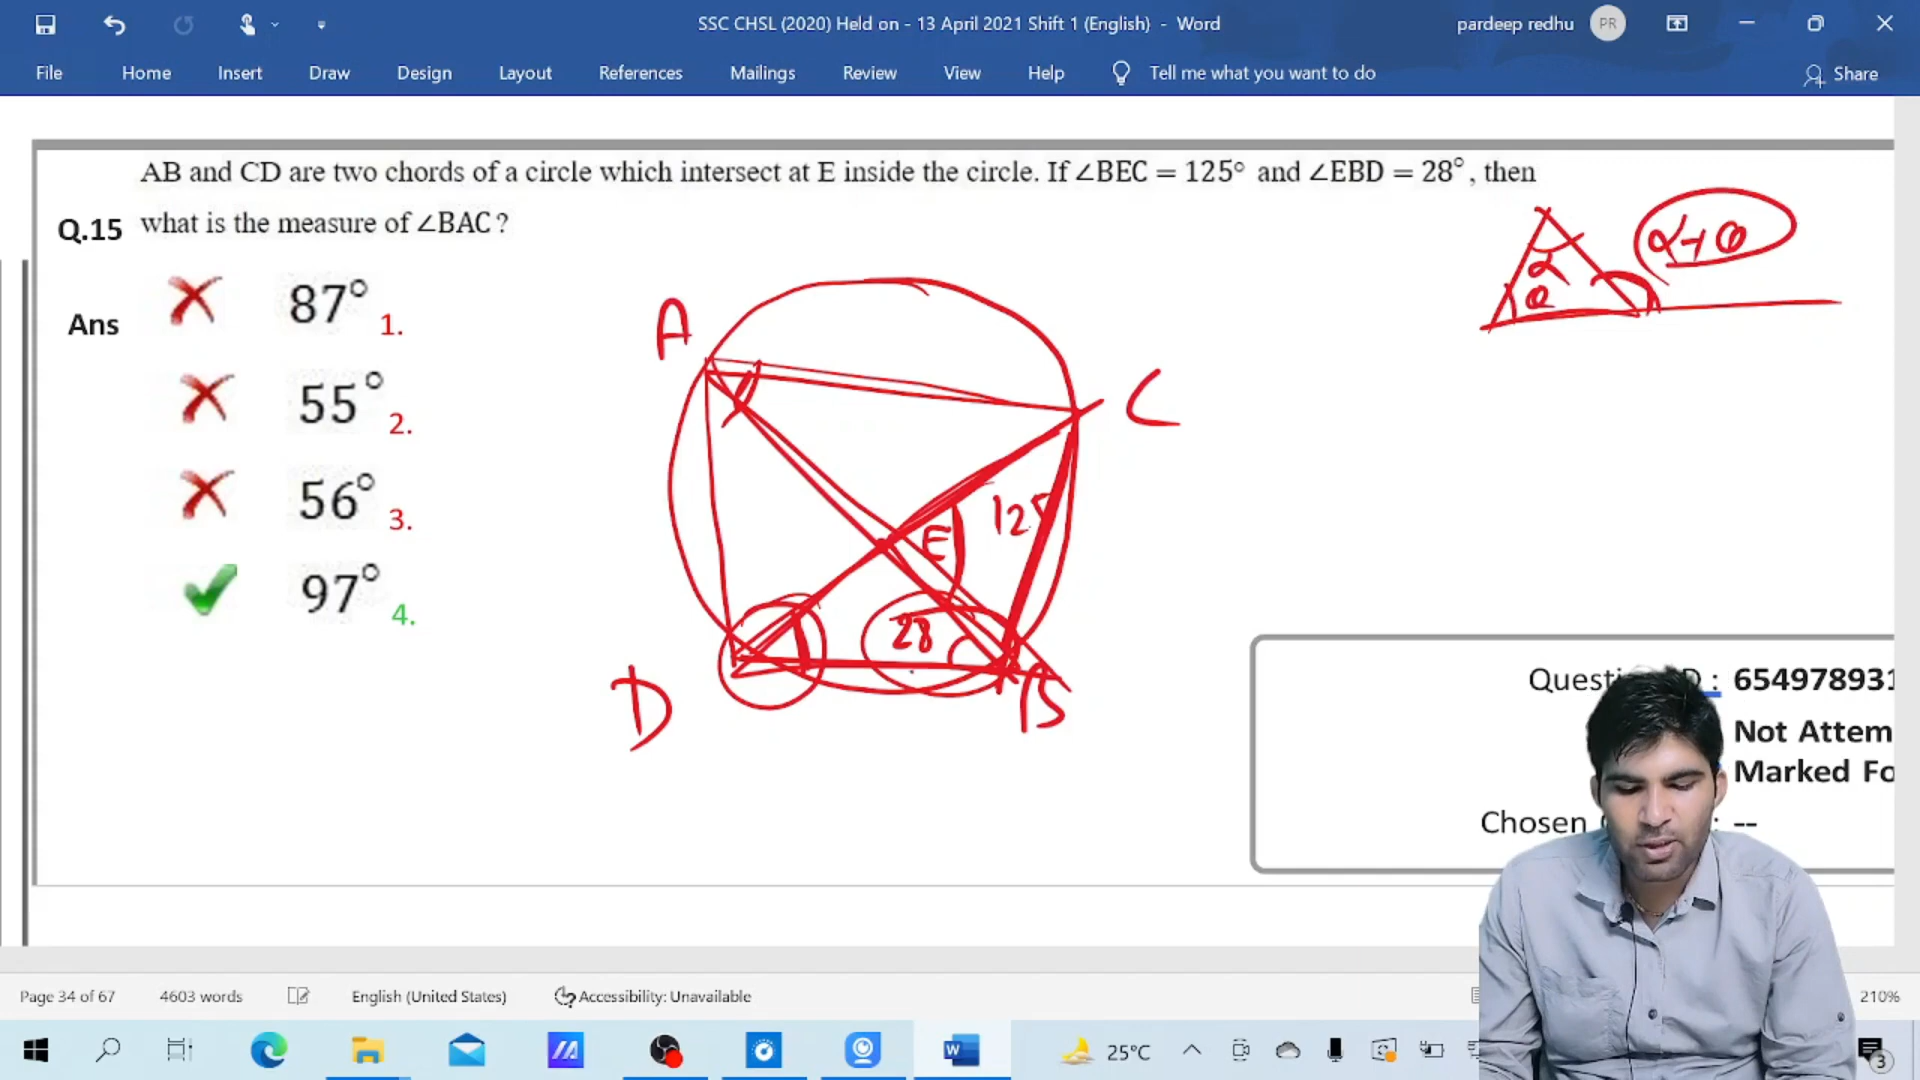 SSC CHSL (2020) Held on - 13 April 2021 Shift 1 (English) - Word
pardeep redhu PR
File Home Insert Draw Design Layout References Mailings Review View Help Tell me what you want to do Share
AB and CD are two chords of a circle which intersect at E inside the circle. If ∠BEC = 125° and ∠EBD = 28°, then
Q.15 what is the measure of ∠BAC?
α+θ
α
θ
Ans 87° 1.
55° 2.
56° 3.
97° 4.
A
C
125
E
28
D
B
Question ID : 65497893
Not Attem
Marked Fo
Chosen : --
Page 34 of 67 4603 words English (United States) Accessibility: Unavailable 210%
25°C 3